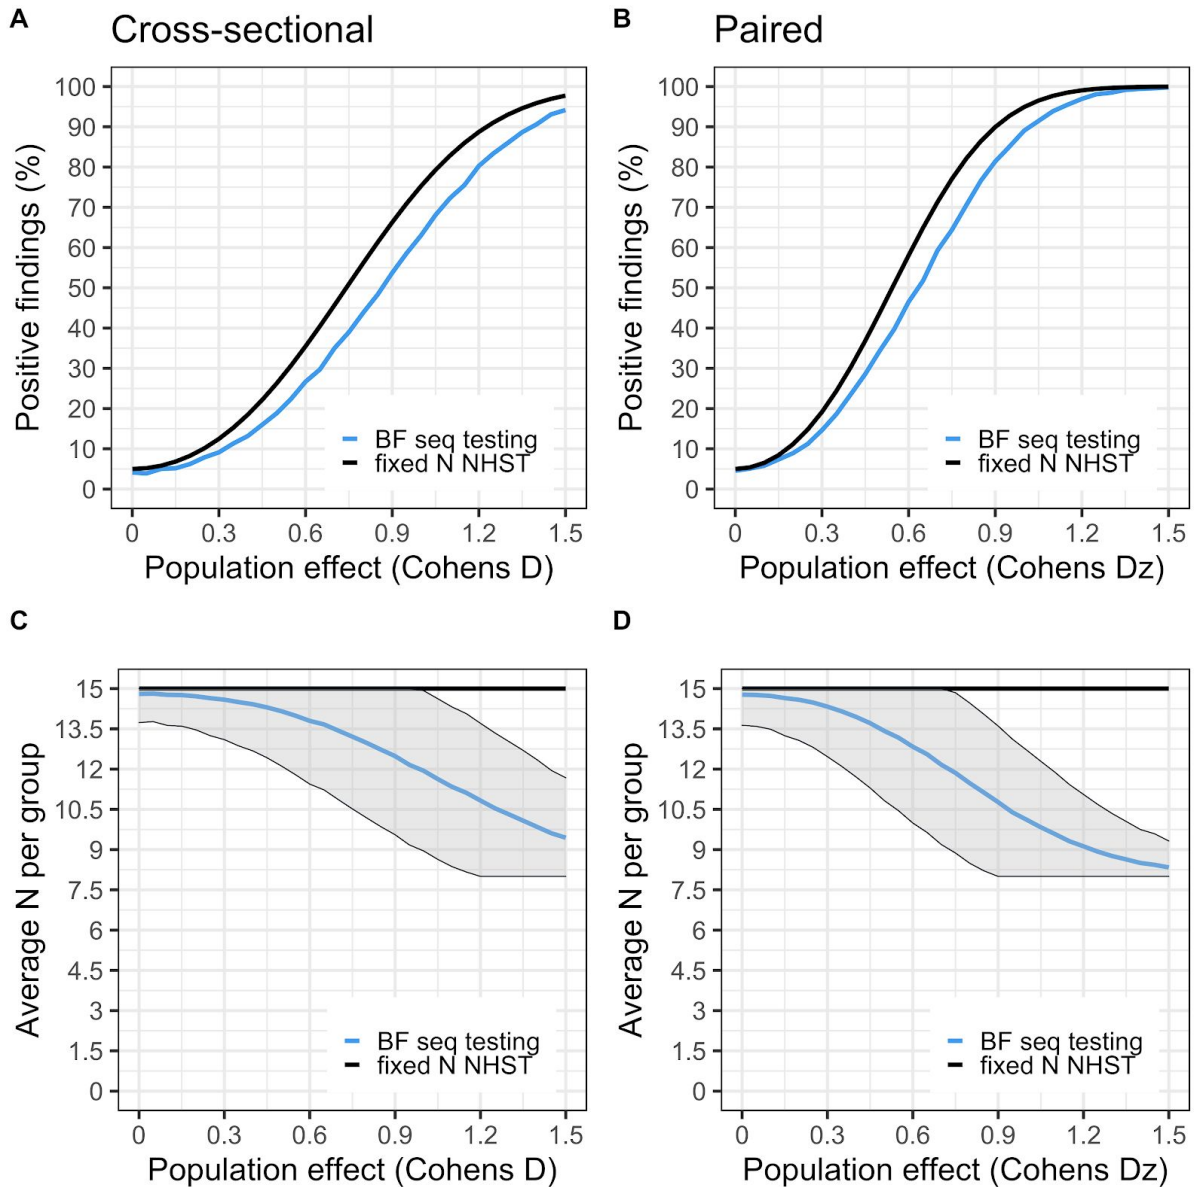 A
Cross-sectional
Positive findings (%)
100
90
80
70
60
50
40
30
20
10
0
BF seq testing
fixed N NHST
0 0.3 0.6 0.9 1.2 1.5
Population effect (Cohens D)
B
Paired
Positive findings (%)
100
90
80
70
60
50
40
30
20
10
0
BF seq testing
fixed N NHST
0 0.3 0.6 0.9 1.2 1.5
Population effect (Cohens Dz)
C
Average N per group
15
13.5
12
10.5
9
7.5
6
4.5
3
1.5
0
BF seq testing
fixed N NHST
0 0.3 0.6 0.9 1.2 1.5
Population effect (Cohens D)
D
Average N per group
15
13.5
12
10.5
9
7.5
6
4.5
3
1.5
0
BF seq testing
fixed N NHST
0 0.3 0.6 0.9 1.2 1.5
Population effect (Cohens Dz)